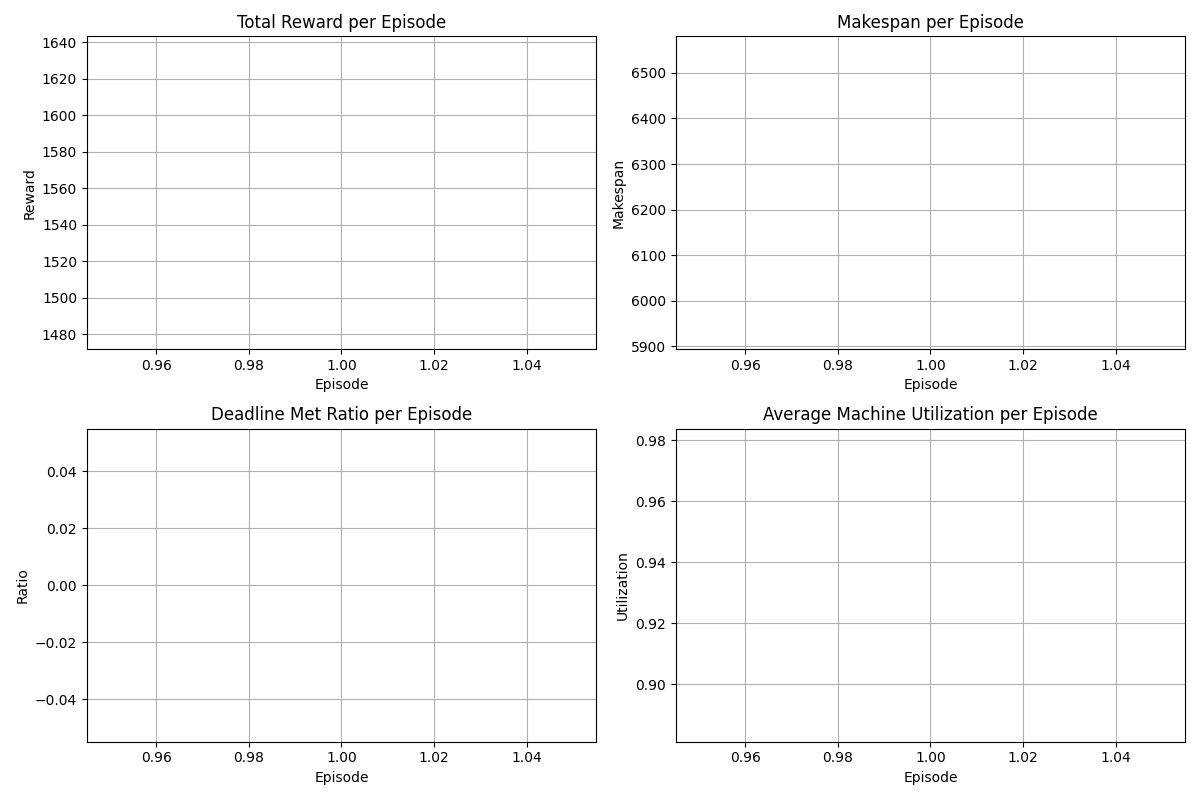 Total Reward per Episode
Reward
1640
1620
1600
1580
1560
1540
1520
1500
1480
0.96 0.98 1.00 1.02 1.04
Episode
Makespan per Episode
Makespan
6500
6400
6300
6200
6100
6000
5900
0.96 0.98 1.00 1.02 1.04
Episode
Deadline Met Ratio per Episode
Ratio
0.04
0.02
0.00
−0.02
−0.04
0.96 0.98 1.00 1.02 1.04
Episode
Average Machine Utilization per Episode
Utilization
0.98
0.96
0.94
0.92
0.90
0.96 0.98 1.00 1.02 1.04
Episode